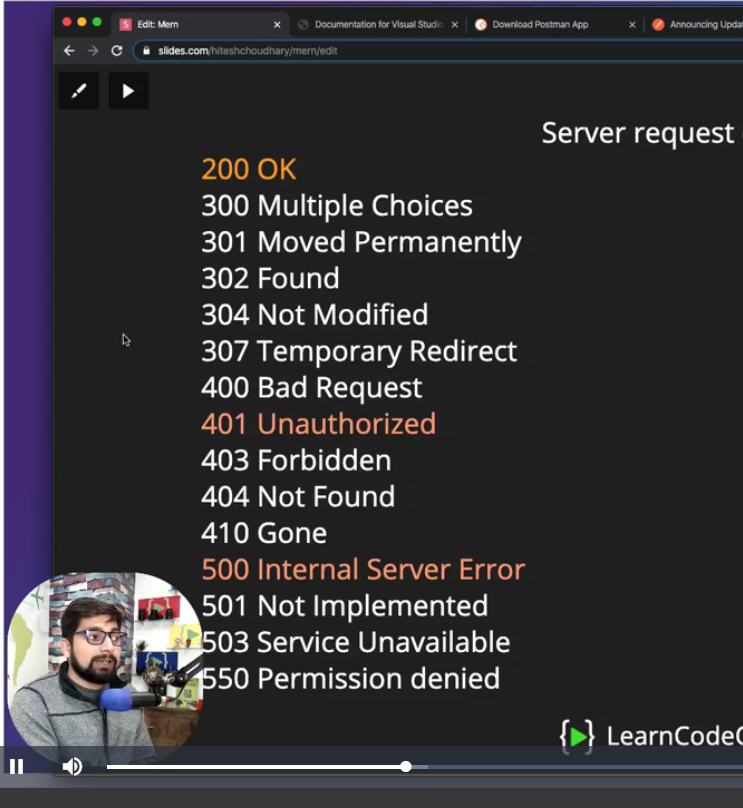 Edit: Mern
Documentation for Visual Studio
Download Postman App
Announcing Updat
slides.com/hiteshchoudhary/mern/edit
Server request
200 OK
300 Multiple Choices
301 Moved Permanently
302 Found
304 Not Modified
307 Temporary Redirect
400 Bad Request
401 Unauthorized
403 Forbidden
404 Not Found
410 Gone
500 Internal Server Error
501 Not Implemented
503 Service Unavailable
550 Permission denied
LearnCodeO